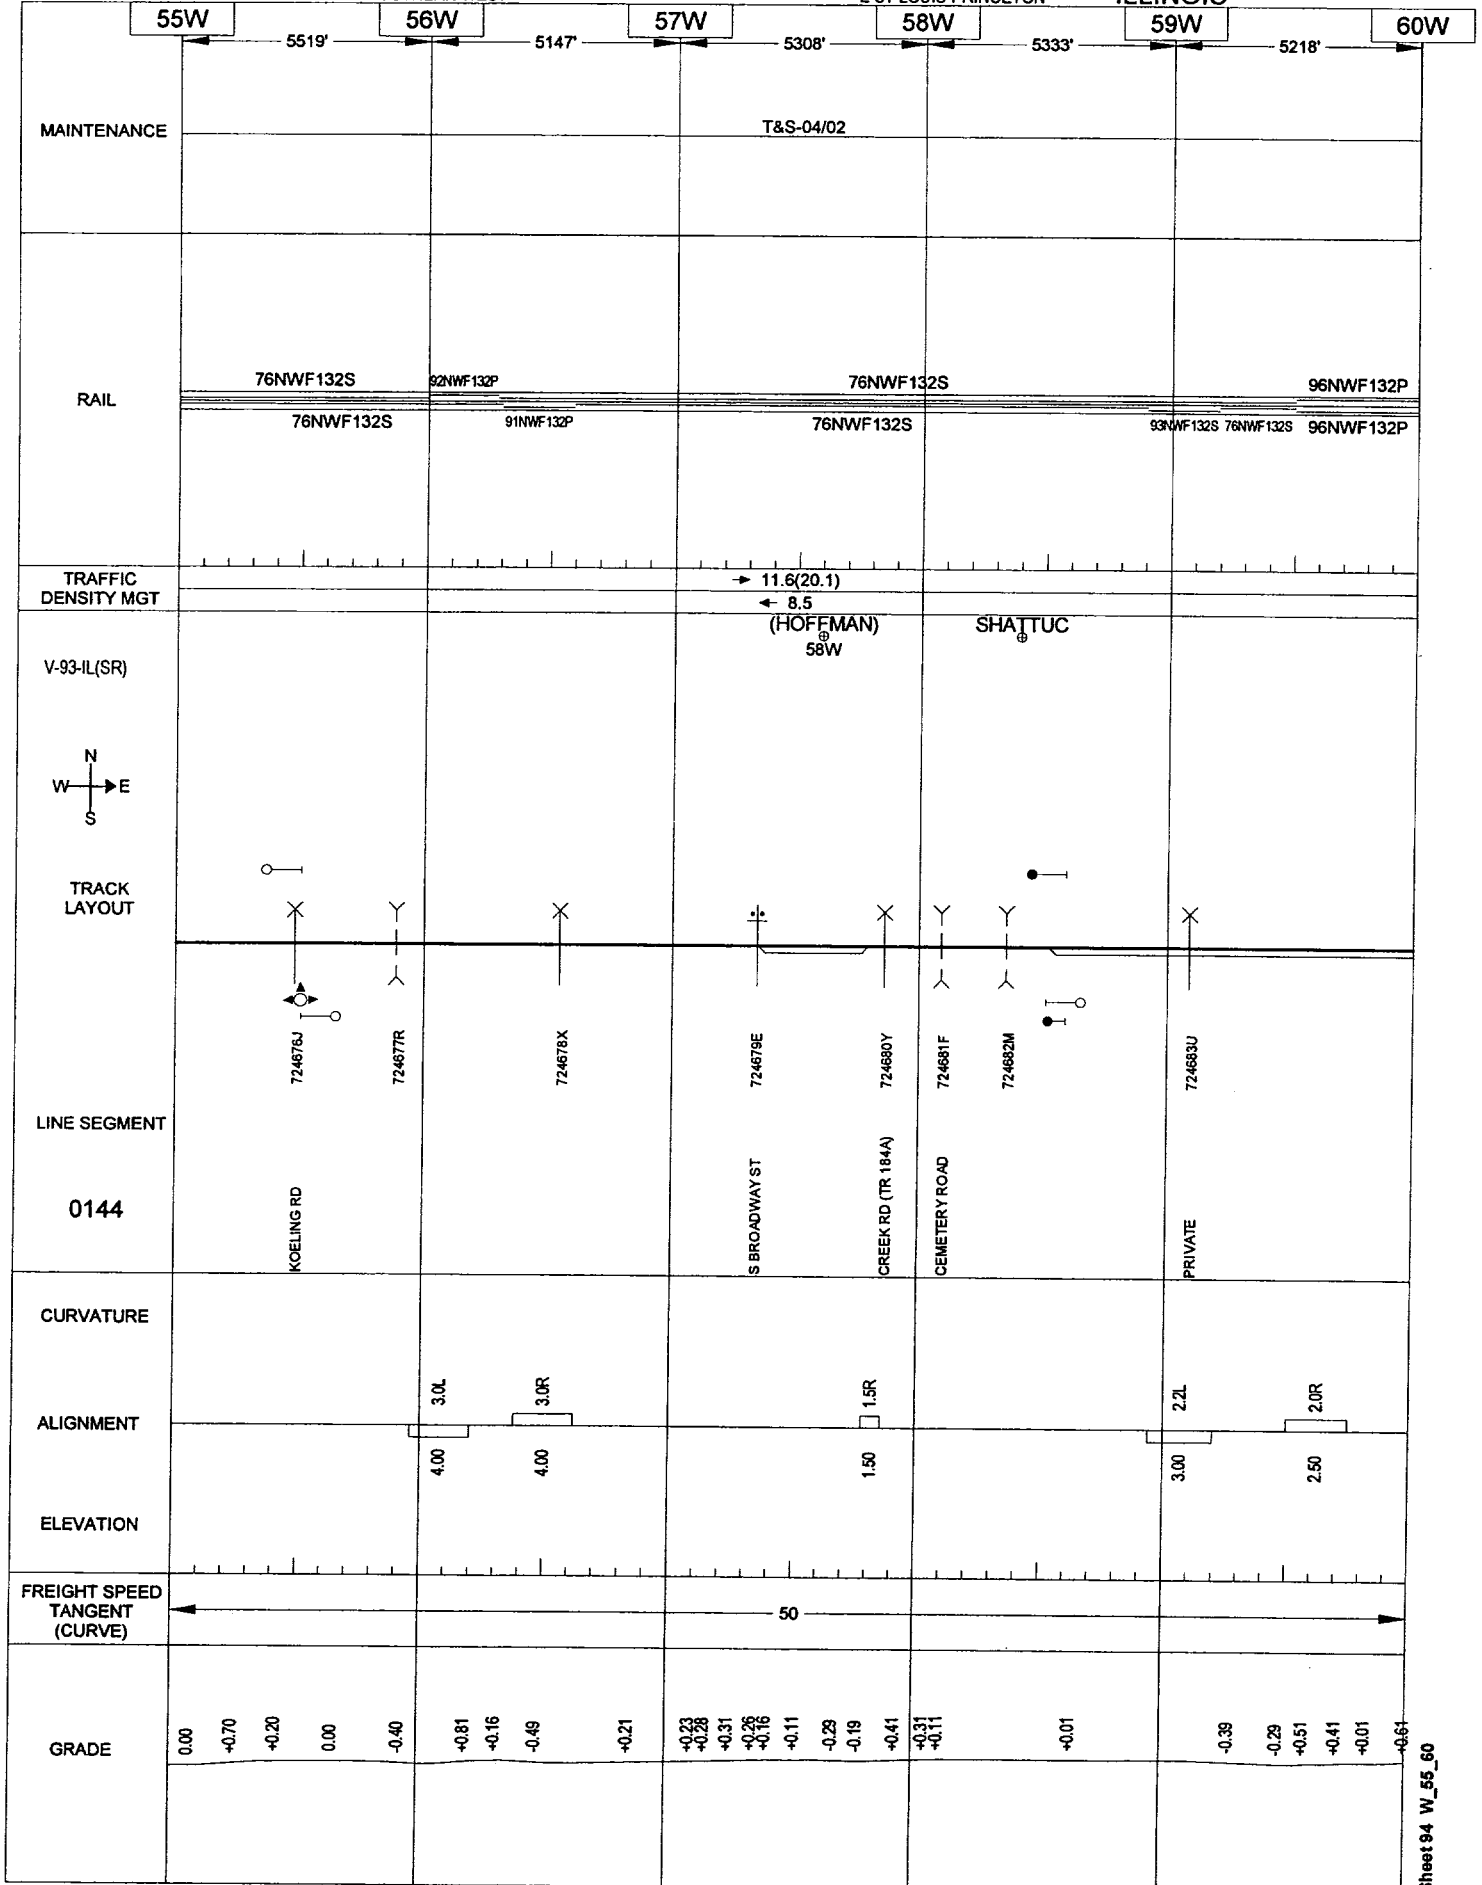 ILLINOIS
55W 56W 57W 58W 59W 60W
5519' 5147' 5308' 5333' 5218'
MAINTENANCE
T&S-04/02
RAIL
76NWF132S 92NWF132P 76NWF132S 96NWF132P
76NWF132S 91NWF132P 76NWF132S 93NWF132S 76NWF132S 96NWF132P
TRAFFIC
DENSITY MGT
11.6(20.1)
8.5
(HOFFMAN) SHATTUC
58W
V-93-IL(SR)
N
W E
S
TRACK
LAYOUT
724676J 724677R 724678X 724679E 724680Y 724681F 724682M 724683U
LINE SEGMENT
0144
KOELING RD S BROADWAY ST CREEK RD (TR 184A) CEMETERY ROAD PRIVATE
CURVATURE
3.0L 3.0R 1.5R 2.2L 2.0R
ALIGNMENT
4.00 4.00 1.50 3.00 2.50
ELEVATION
FREIGHT SPEED
TANGENT
(CURVE)
50
GRADE
0.00 +0.70 +0.20 0.00 -0.40 +0.81 +0.16 -0.49 +0.21 +0.23 +0.28 +0.31 +0.26 +0.16 +0.11 -0.29 -0.19 +0.41 +0.31 +0.11 +0.01 -0.39 -0.29 +0.51 +0.41 +0.01 +0.61
Sheet 94 W_55_60